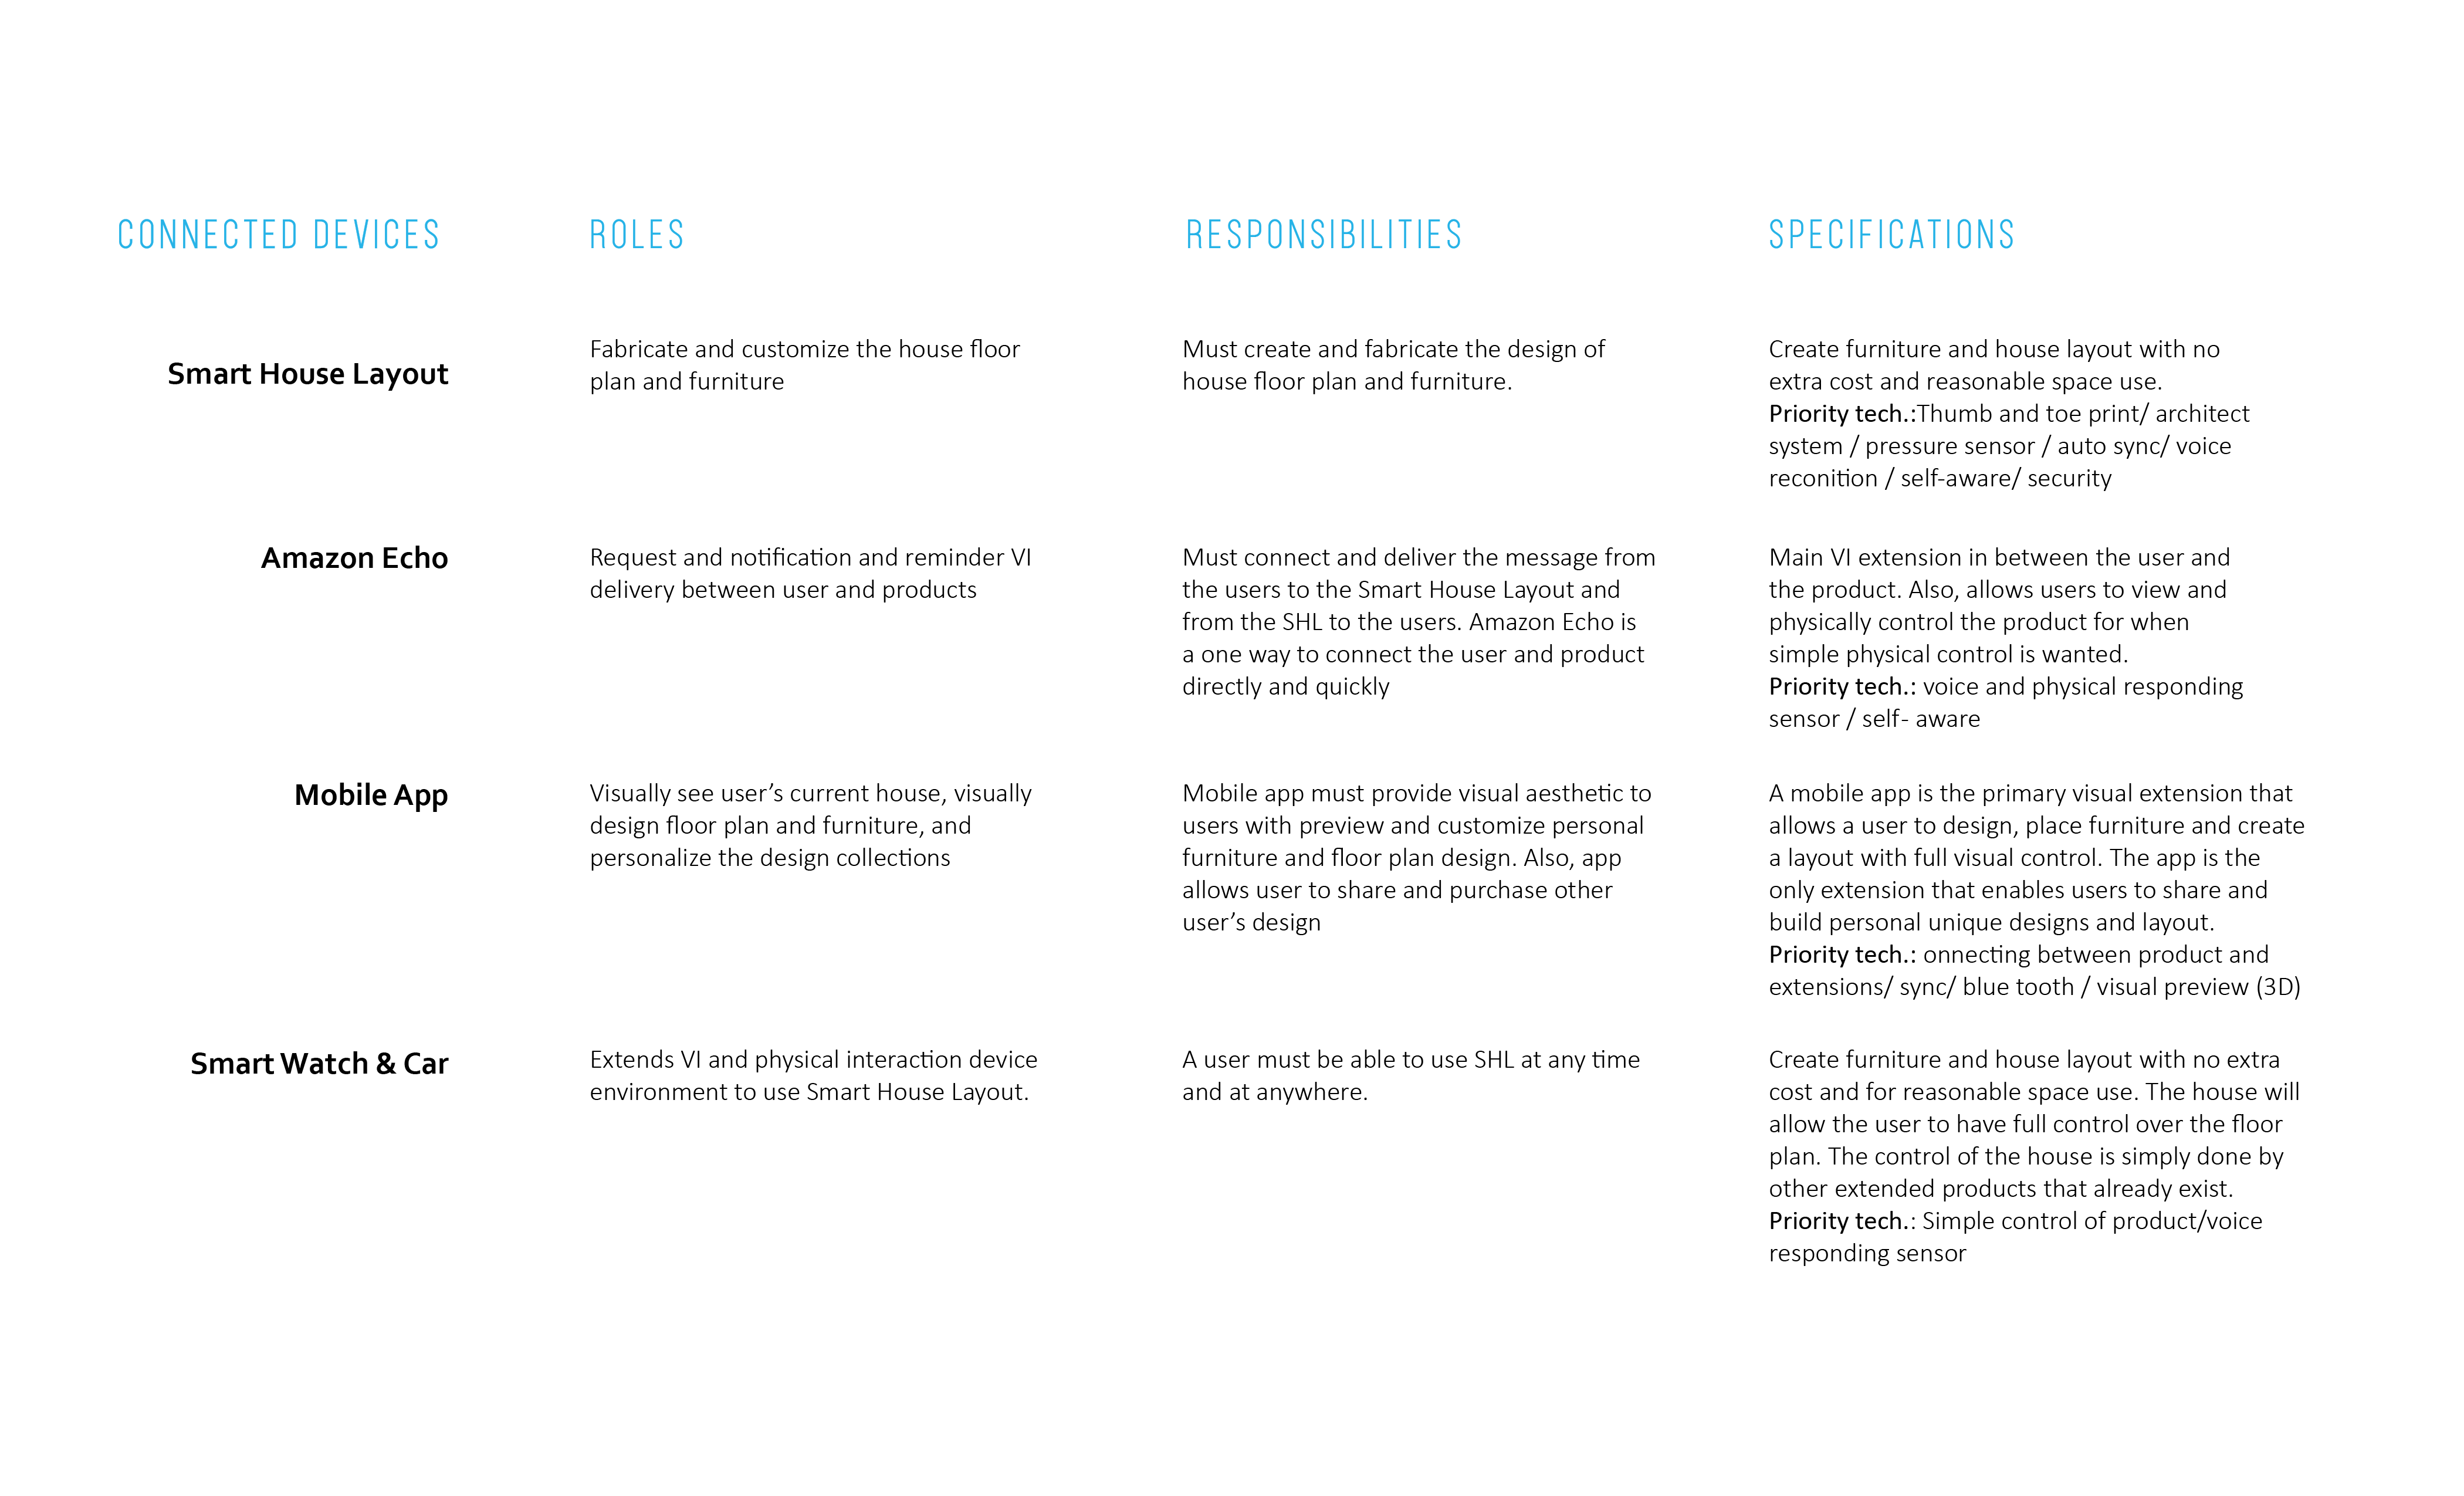 CONNECTED DEVICES
ROLES
RESPONSIBILITIES
SPECIFICATIONS
Smart House Layout
Fabricate and customize the house floor
plan and furniture
Must create and fabricate the design of
house floor plan and furniture.
Create furniture and house layout with no
extra cost and reasonable space use.
Priority tech.:Thumb and toe print/ architect
system / pressure sensor / auto sync/ voice
reconition / self-aware/ security
Amazon Echo
Request and notification and reminder VI
delivery between user and products
Must connect and deliver the message from
the users to the Smart House Layout and
from the SHL to the users. Amazon Echo is
a one way to connect the user and product
directly and quickly
Main VI extension in between the user and
the product. Also, allows users to view and
physically control the product for when
simple physical control is wanted.
Priority tech.: voice and physical responding
sensor / self- aware
Mobile App
Visually see user’s current house, visually
design floor plan and furniture, and
personalize the design collections
Mobile app must provide visual aesthetic to
users with preview and customize personal
furniture and floor plan design. Also, app
allows user to share and purchase other
user’s design
A mobile app is the primary visual extension that
allows a user to design, place furniture and create
a layout with full visual control. The app is the
only extension that enables users to share and
build personal unique designs and layout.
Priority tech.: onnecting between product and
extensions/ sync/ blue tooth / visual preview (3D)
Smart Watch & Car
Extends VI and physical interaction device
environment to use Smart House Layout.
A user must be able to use SHL at any time
and at anywhere.
Create furniture and house layout with no extra
cost and for reasonable space use. The house will
allow the user to have full control over the floor
plan. The control of the house is simply done by
other extended products that already exist.
Priority tech.: Simple control of product/voice
responding sensor